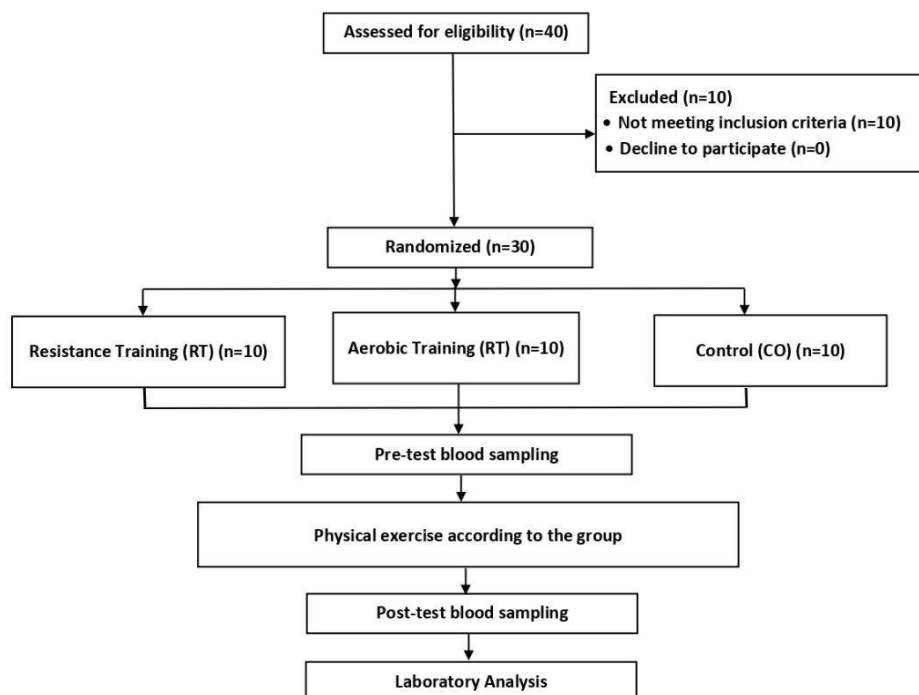 Assessed for eligibility (n=40)
Excluded (n=10)
• Not meeting inclusion criteria (n=10)
• Decline to participate (n=0)
Randomized (n=30)
Resistance Training (RT) (n=10)
Aerobic Training (RT) (n=10)
Control (CO) (n=10)
Pre-test blood sampling
Physical exercise according to the group
Post-test blood sampling
Laboratory Analysis